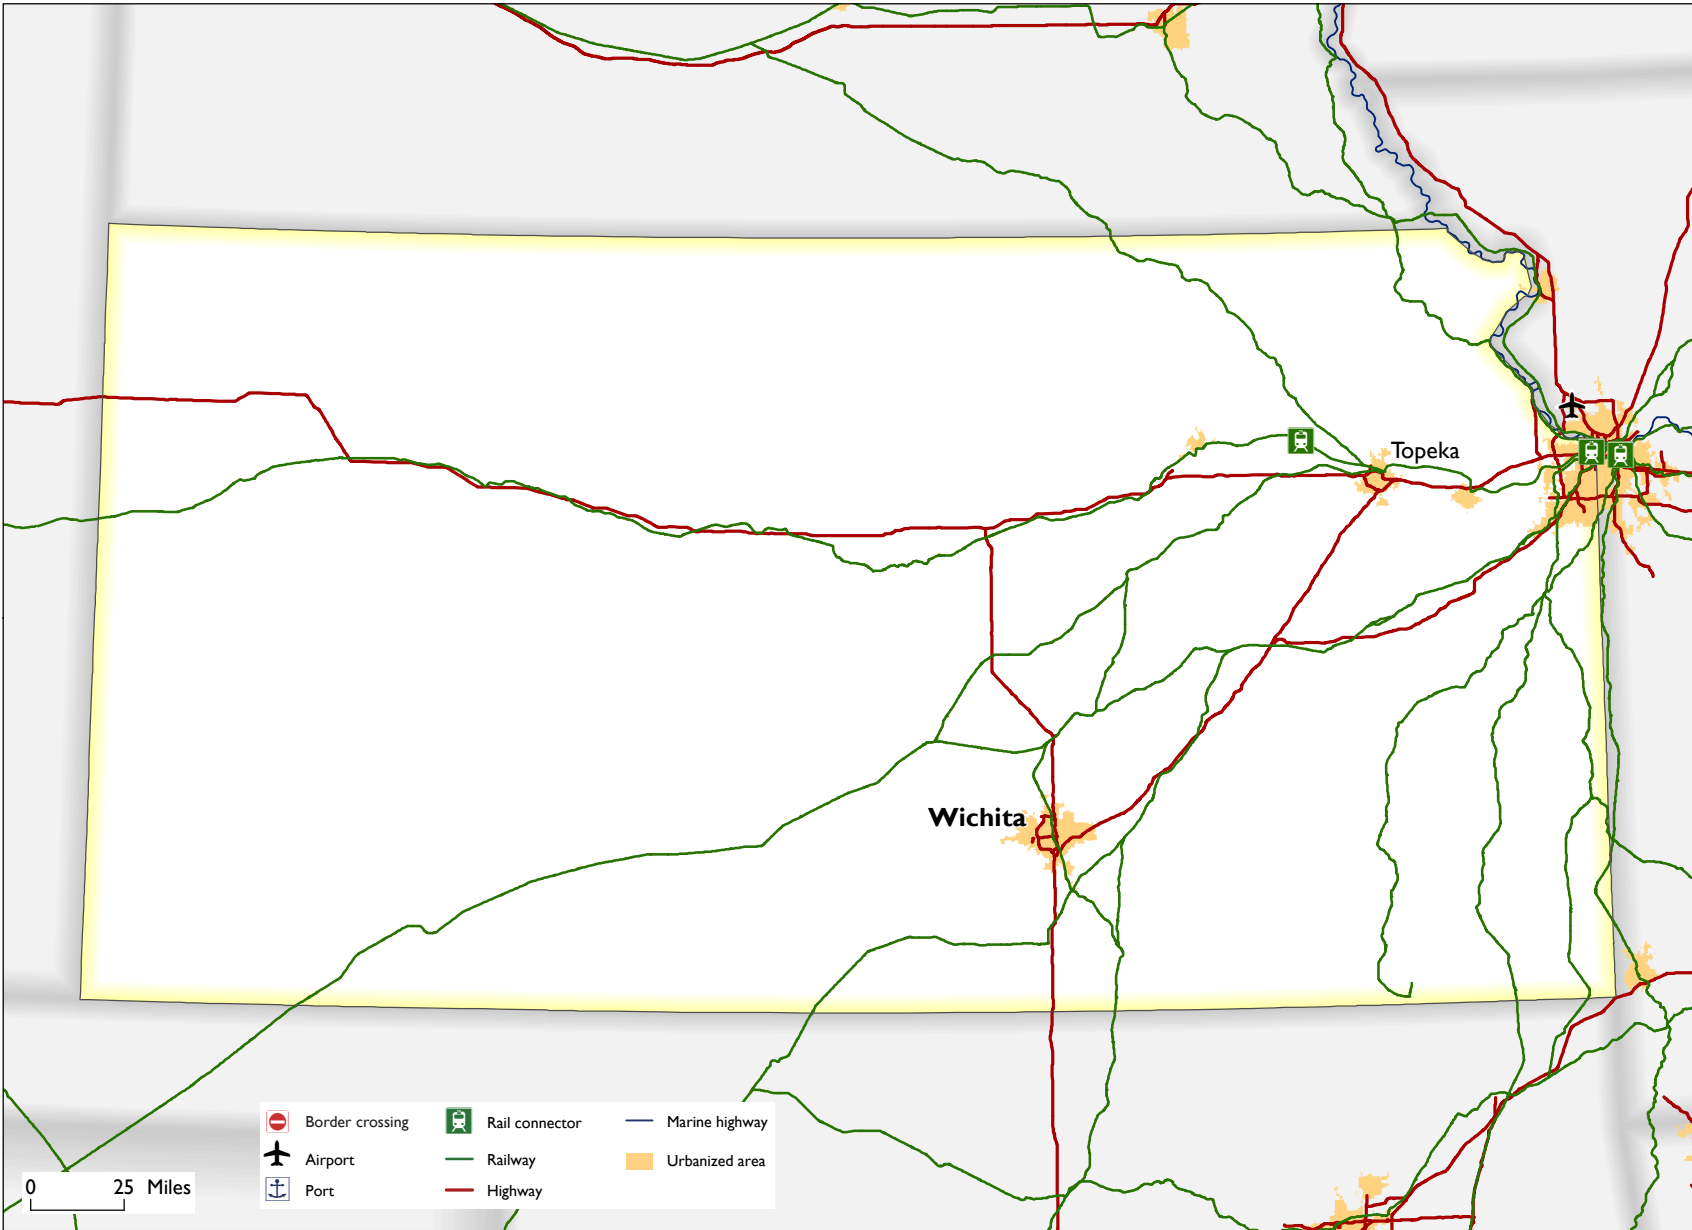 Topeka
Wichita
Border crossing
Rail connector
Marine highway
Airport
Railway
Urbanized area
Port
Highway
0 25 Miles